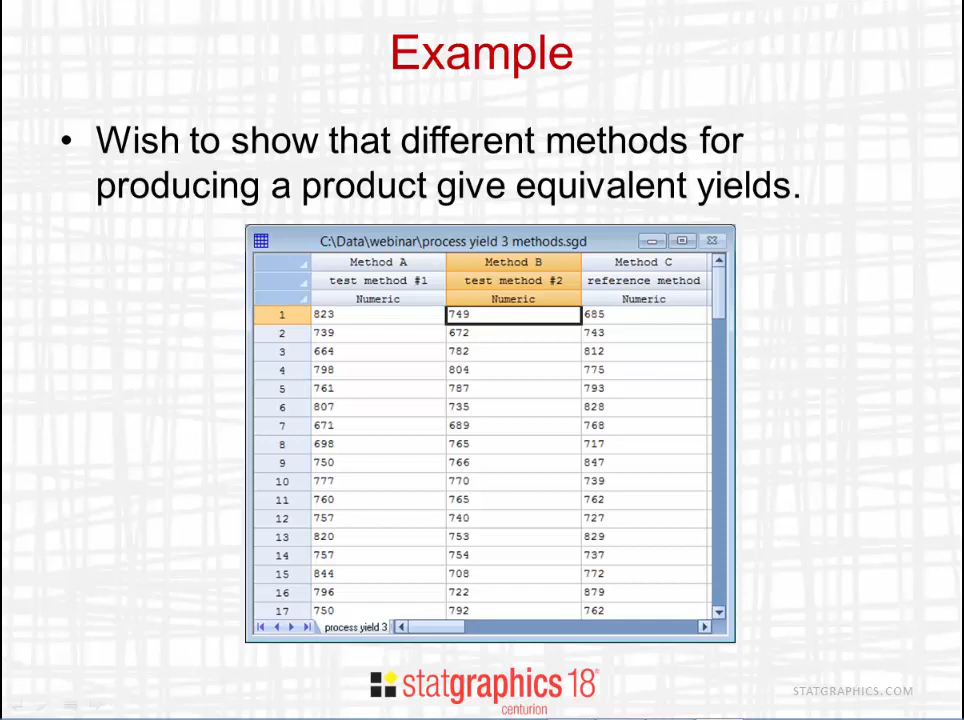 Example
• Wish to show that different methods for
producing a product give equivalent yields.
C:\Data\webinar\process yield 3 methods.sgd
Method A Method B Method C
test method #1 test method #2 reference method
Numeric Numeric Numeric
1 823 749 685
2 739 672 743
3 664 782 812
4 798 804 775
5 761 787 793
6 807 735 828
7 671 689 768
8 698 765 717
9 750 766 847
10 777 770 739
11 760 765 762
12 757 740 727
13 820 753 829
14 757 754 737
15 844 708 772
16 796 722 879
17 750 792 762
process yield 3
statgraphics 18®
centurion
STATGRAPHICS.COM